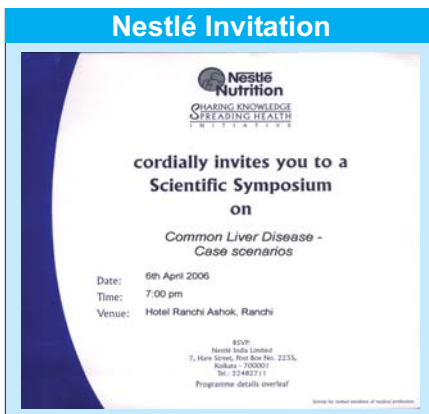 Nestlé Invitation
Nestlé
Nutrition
SHARING KNOWLEDGE
SPREADING HEALTH
INITIATIVE
cordially invites you to a
Scientific Symposium
on
Common Liver Disease -
Case scenarios
Date: 6th April 2006
Time: 7:00 pm
Venue: Hotel Ranchi Ashok, Ranchi
RSVP:
Nestlé India Limited
7, Hare Street, Post Box No. 2235,
Kolkata - 700001
Tel.: 22482711
Programme details overleaf